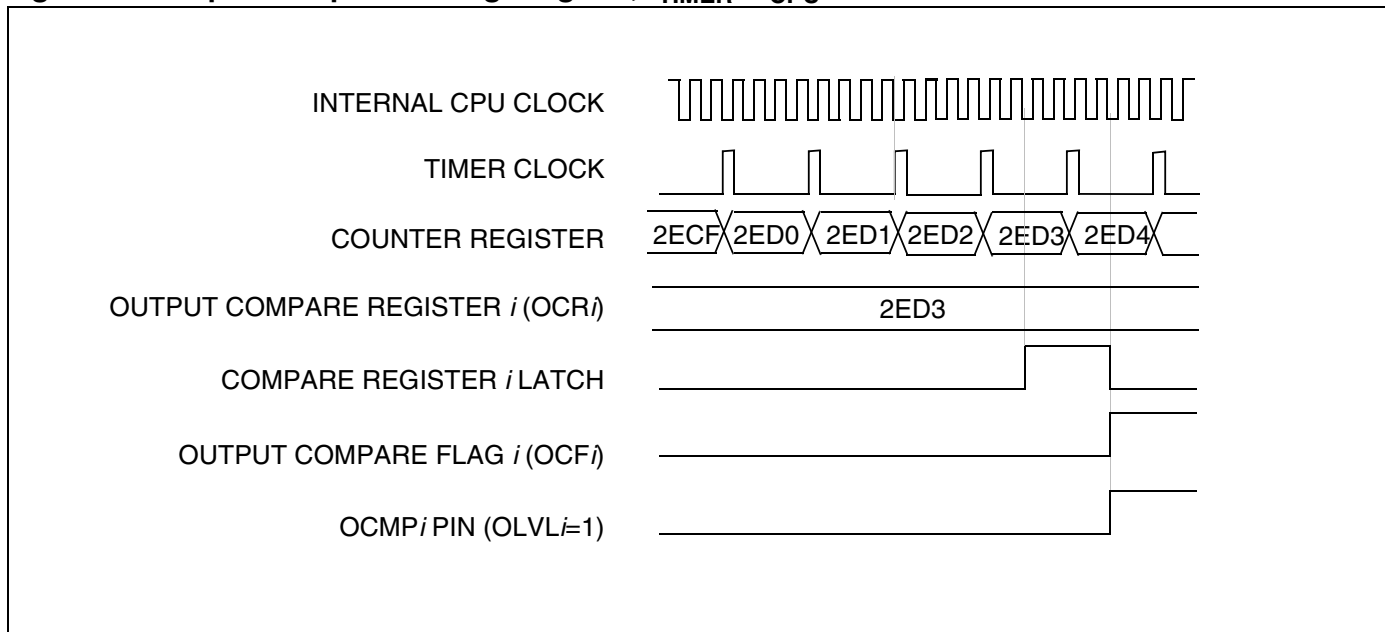 TIMER
INTERNAL CPU CLOCK
TIMER CLOCK
COUNTER REGISTER
2ECF 2ED0 2ED1 2ED2 2ED3 2ED4
OUTPUT COMPARE REGISTER i (OCRi)
2ED3
COMPARE REGISTER i LATCH
OUTPUT COMPARE FLAG i (OCFi)
OCMPi PIN (OLVLi=1)